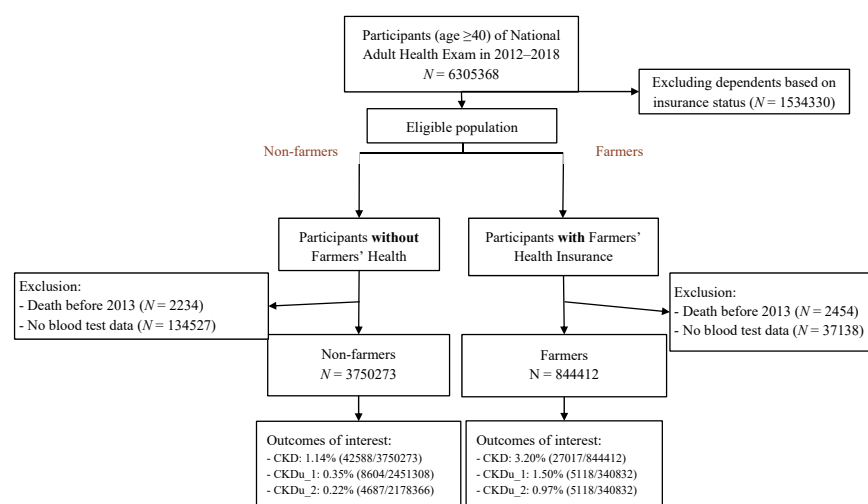 Participants (age ≥40) of National
Adult Health Exam in 2012–2018
N = 6305368
Excluding dependents based on
insurance status (N = 1534330)
Eligible population
Non-farmers
Farmers
Participants without
Farmers’ Health
Participants with Farmers’
Health Insurance
Exclusion:
- Death before 2013 (N = 2234)
- No blood test data (N = 134527)
Exclusion:
- Death before 2013 (N = 2454)
- No blood test data (N = 37138)
Non-farmers
N = 3750273
Farmers
N = 844412
Outcomes of interest:
- CKD: 1.14% (42588/3750273)
- CKDu_1: 0.35% (8604/2451308)
- CKDu_2: 0.22% (4687/2178366)
Outcomes of interest:
- CKD: 3.20% (27017/844412)
- CKDu_1: 1.50% (5118/340832)
- CKDu_2: 0.97% (5118/340832)